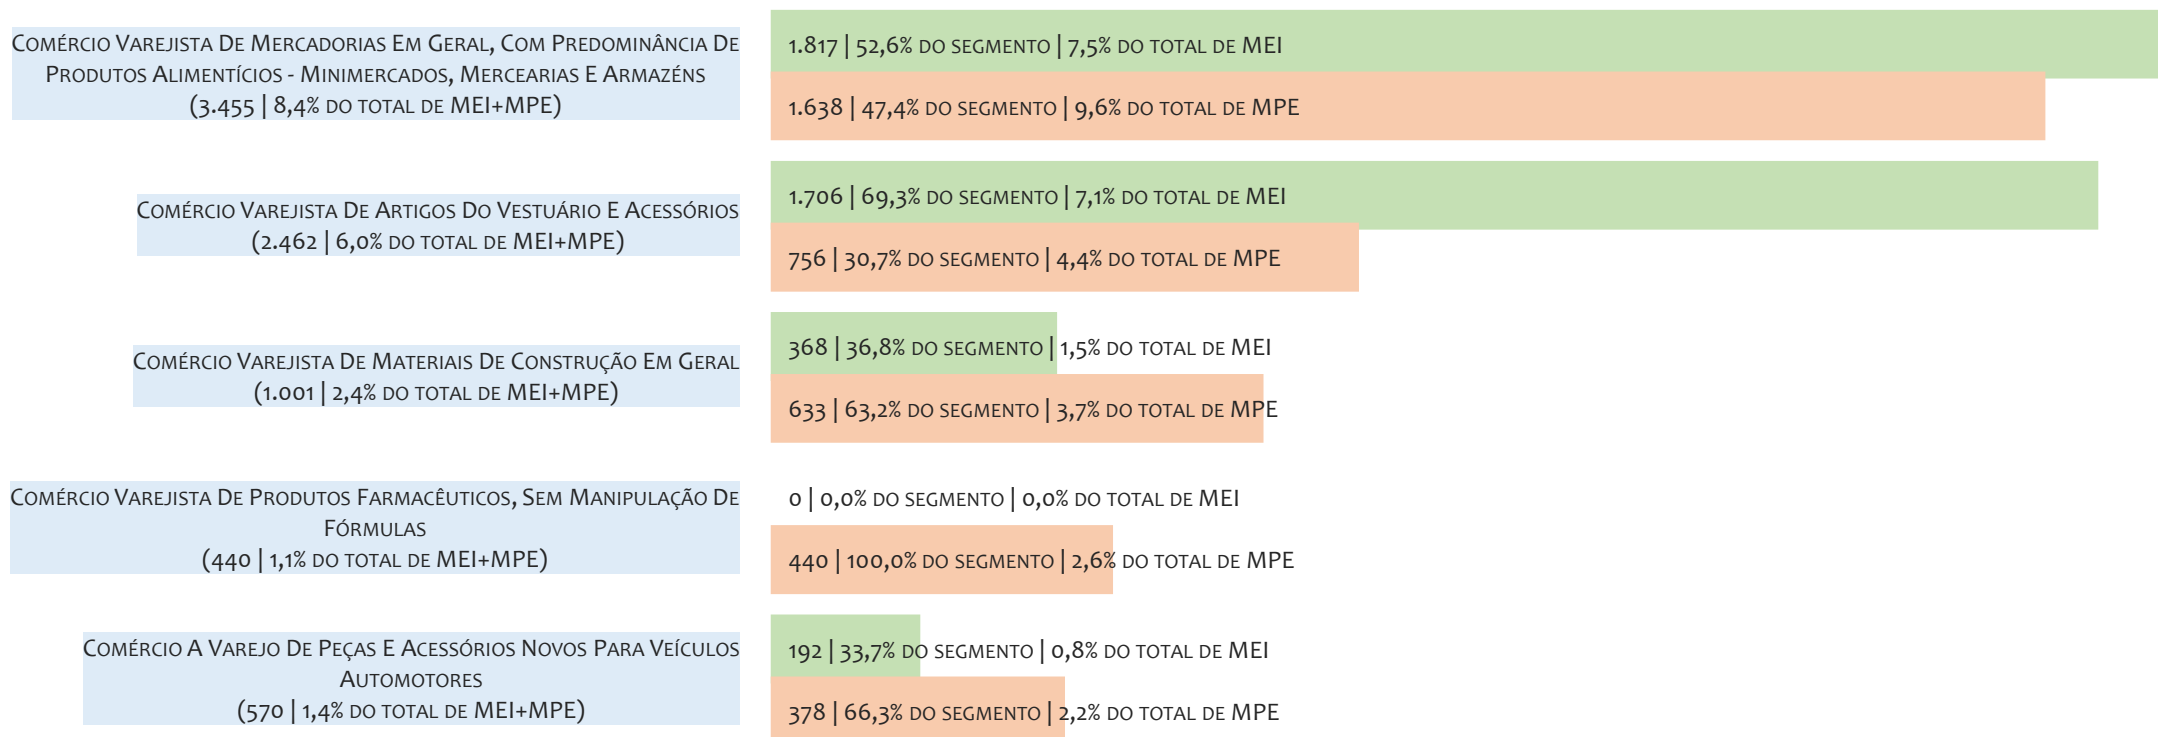 Comércio Varejista De Mercadorias Em Geral, Com Predominância De
Produtos Alimentícios - Minimercados, Mercearias E Armazéns
(3.455 | 8,4% do total de MEI+MPE)
1.817 | 52,6% do segmento | 7,5% do total de MEI
1.638 | 47,4% do segmento | 9,6% do total de MPE
Comércio Varejista De Artigos Do Vestuário E Acessórios
(2.462 | 6,0% do total de MEI+MPE)
1.706 | 69,3% do segmento | 7,1% do total de MEI
756 | 30,7% do segmento | 4,4% do total de MPE
Comércio Varejista De Materiais De Construção Em Geral
(1.001 | 2,4% do total de MEI+MPE)
368 | 36,8% do segmento | 1,5% do total de MEI
633 | 63,2% do segmento | 3,7% do total de MPE
Comércio Varejista De Produtos Farmacêuticos, Sem Manipulação De
Fórmulas
(440 | 1,1% do total de MEI+MPE)
0 | 0,0% do segmento | 0,0% do total de MEI
440 | 100,0% do segmento | 2,6% do total de MPE
Comércio A Varejo De Peças E Acessórios Novos Para Veículos
Automotores
(570 | 1,4% do total de MEI+MPE)
192 | 33,7% do segmento | 0,8% do total de MEI
378 | 66,3% do segmento | 2,2% do total de MPE